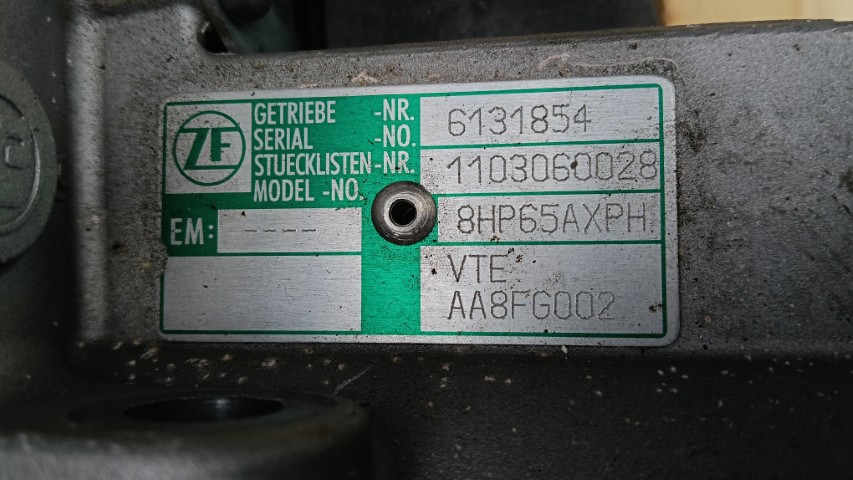 ZF
GETRIEBE -NR. 6131854
SERIAL -NO.
STUECKLISTEN-NR. 1103060028
MODEL -NO.
8HP65AXPH
EM: ----
VTE
AA8FG002